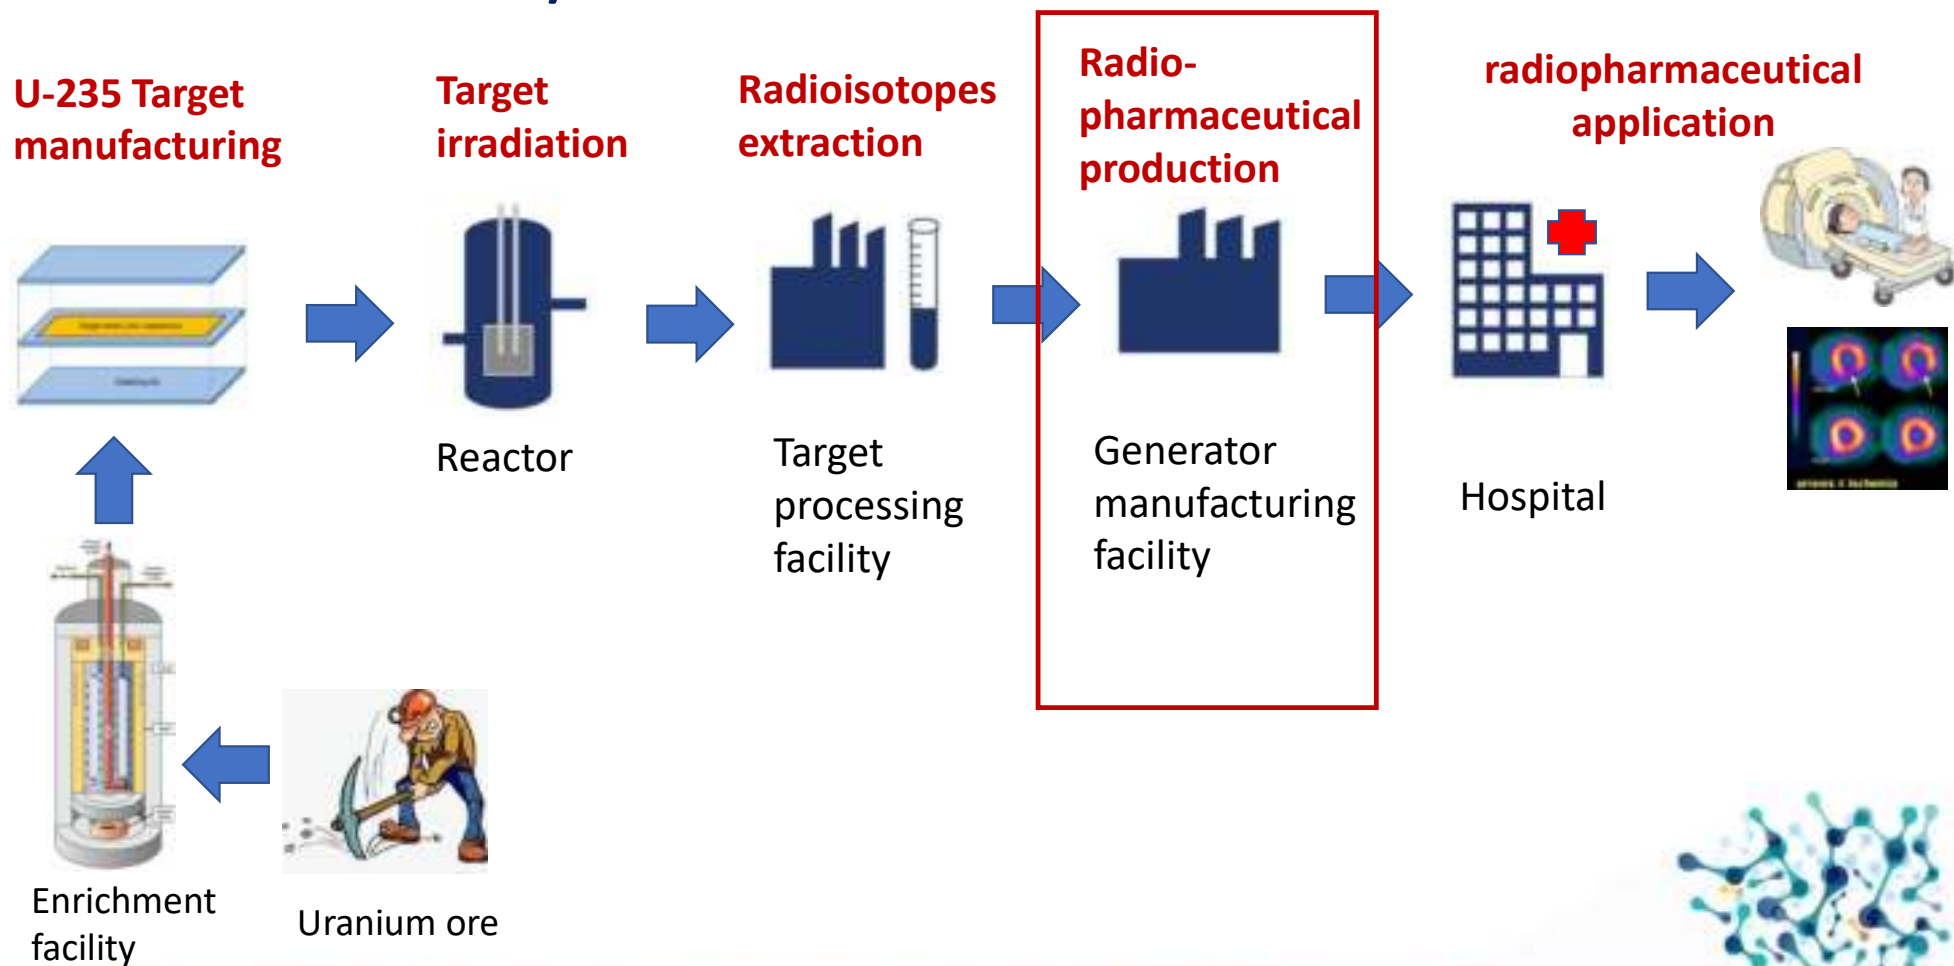 U-235 Target
manufacturing
Target
irradiation
Radioisotopes
extraction
Radio-
pharmaceutical
production
radiopharmaceutical
application
Reactor
Target
processing
facility
Generator
manufacturing
facility
Hospital
Enrichment
facility
Uranium ore